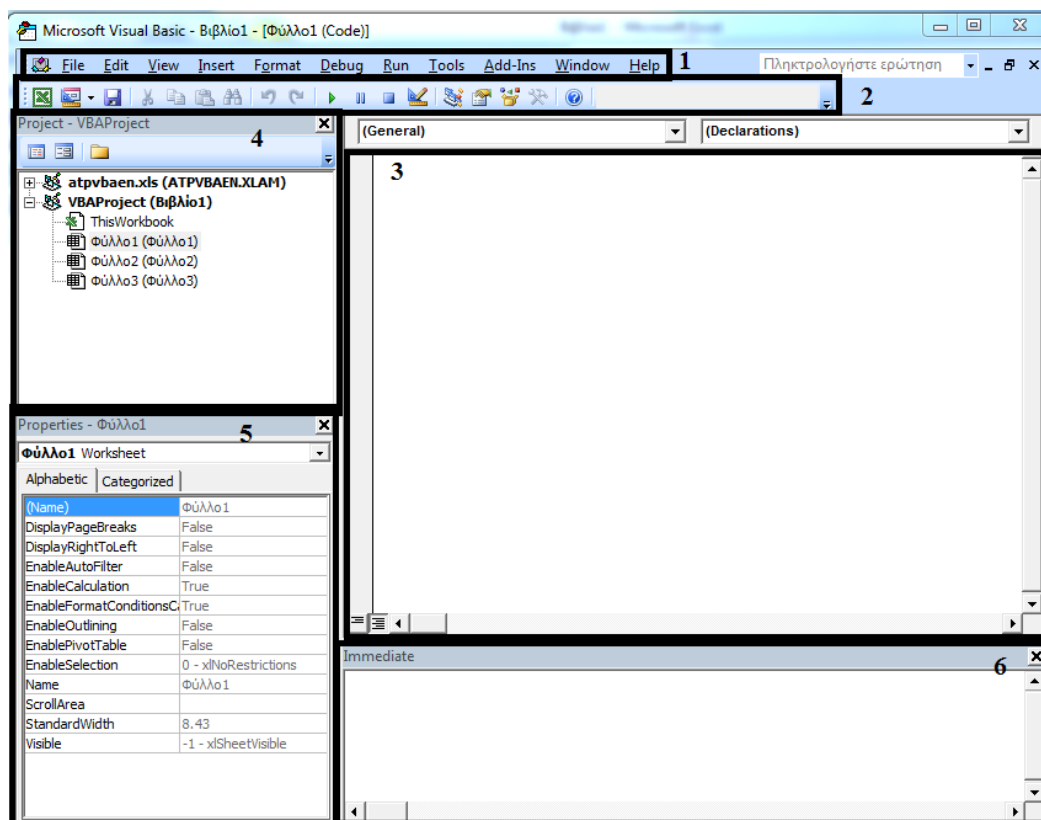 Microsoft Visual Basic - Βιβλίο1 - [Φύλλο1 (Code)]
File Edit View Insert Format Debug Run Tools Add-Ins Window Help 1 Πληκτρολογήστε ερώτηση
2
Project - VBAProject
4
atpvbaen.xls (ATPVBAEN.XLAM)
VBAProject (Βιβλίο1)
ThisWorkbook
Φύλλο1 (Φύλλο1)
Φύλλο2 (Φύλλο2)
Φύλλο3 (Φύλλο3)
(General) (Declarations)
3
Properties - Φύλλο1
5
Φύλλο1 Worksheet
Alphabetic Categorized
(Name) Φύλλο1
DisplayPageBreaks False
DisplayRightToLeft False
EnableAutoFilter False
EnableCalculation True
EnableFormatConditionsCa True
EnableOutlining False
EnablePivotTable False
EnableSelection 0 - xlNoRestrictions
Name Φύλλο1
ScrollArea
StandardWidth 8.43
Visible -1 - xlSheetVisible
Immediate
6